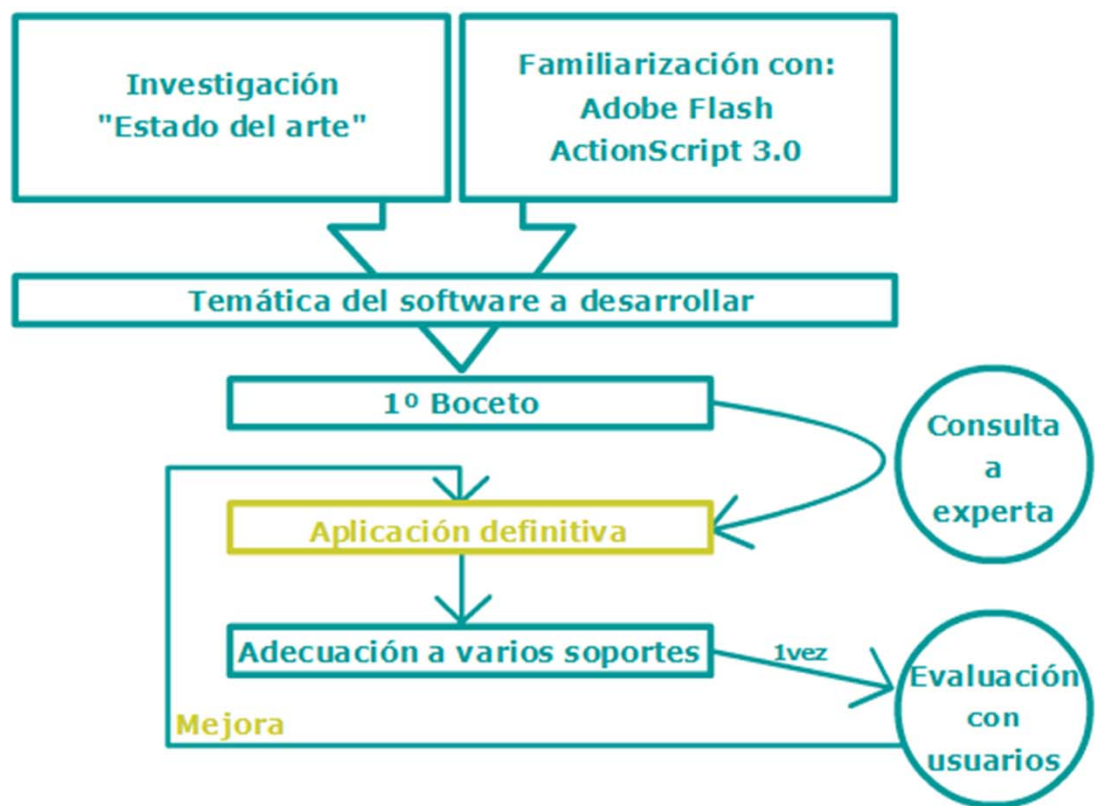 Investigación
"Estado del arte"
Familiarización con:
Adobe Flash
ActionScript 3.0
Temática del software a desarrollar
1º Boceto
Consulta
a
experta
Aplicación definitiva
Adecuación a varios soportes
1vez
Evaluación
con
usuarios
Mejora